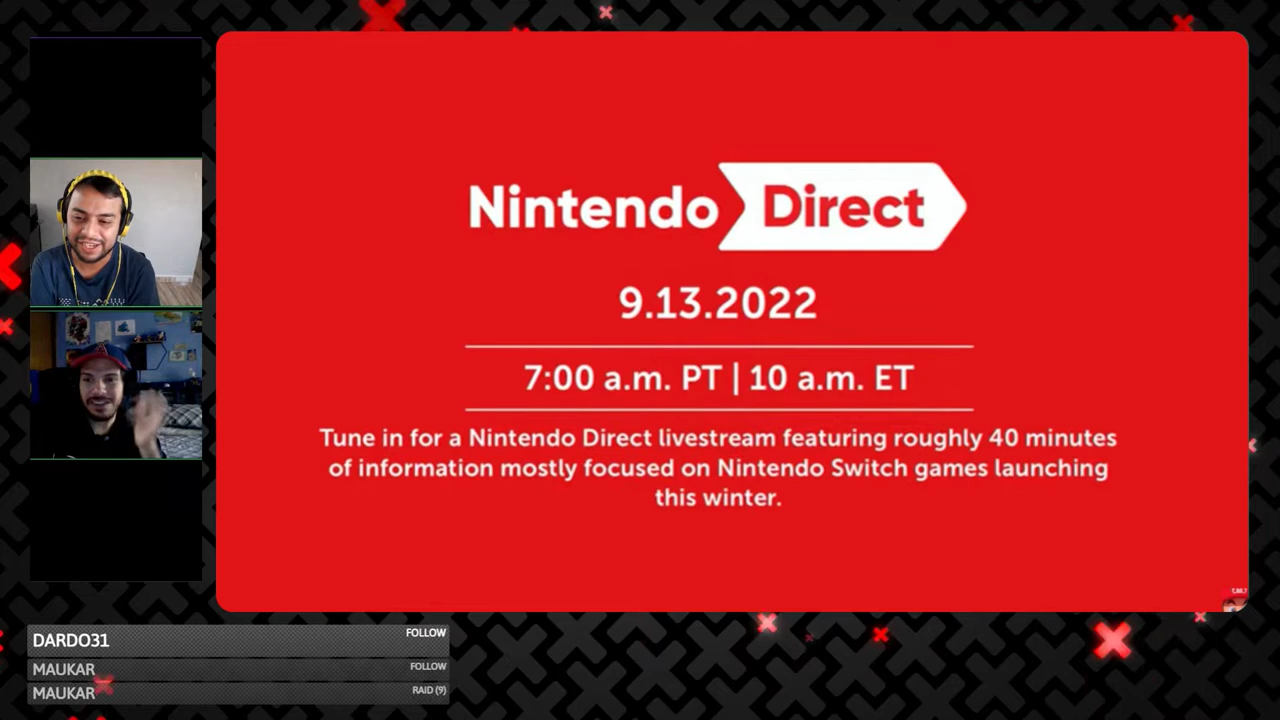 Nintendo Direct
9.13.2022
7:00 a.m. PT | 10 a.m. ET
Tune in for a Nintendo Direct livestream featuring roughly 40 minutes
of information mostly focused on Nintendo Switch games launching
this winter.
DARDO31 FOLLOW
MAUKAR FOLLOW
MAUKAR RAID (9)